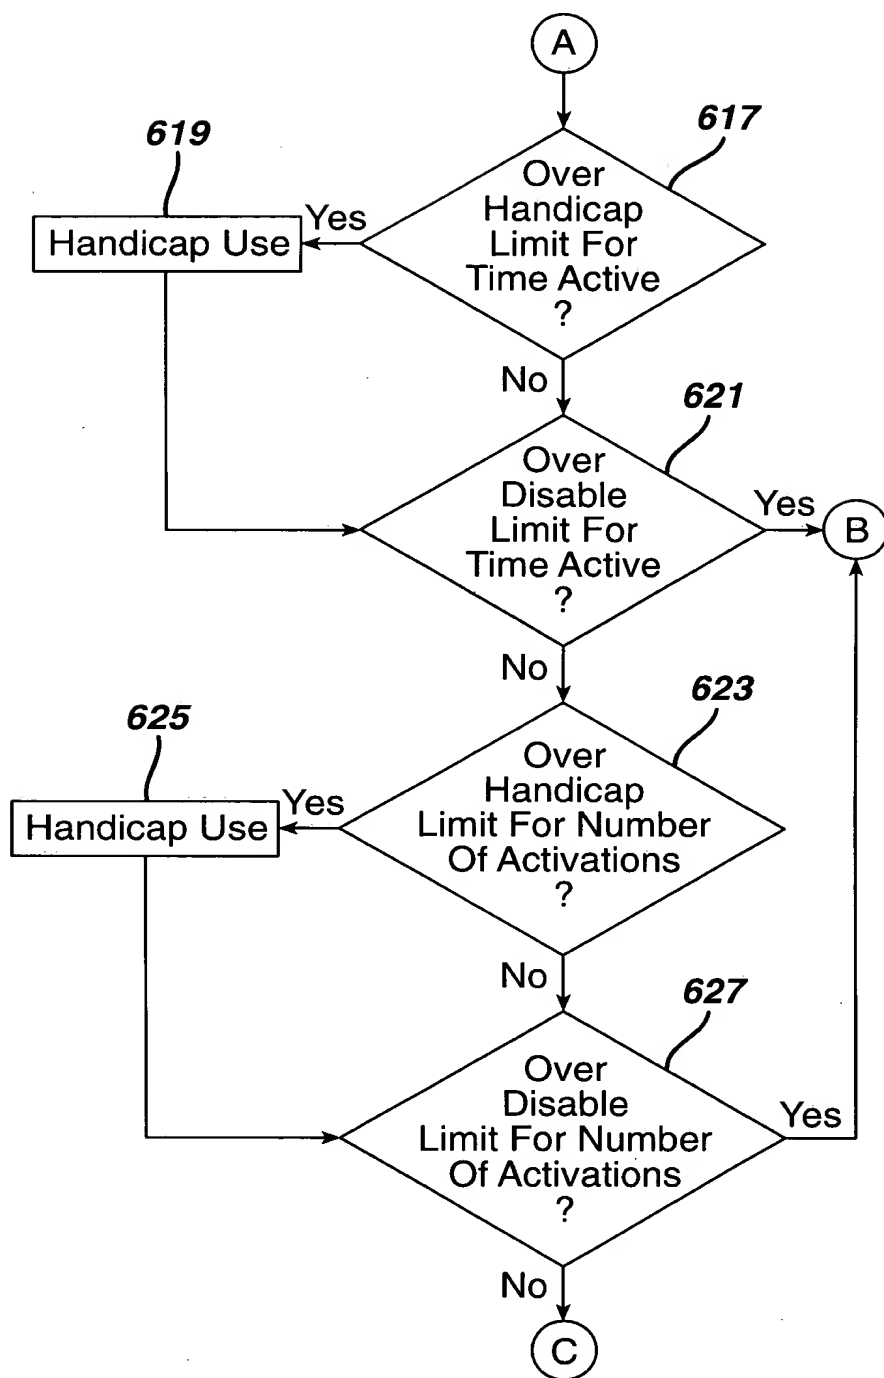 A
617
619
Over
Handicap
Limit For
Time Active
?
Yes
Handicap Use
No
621
Over
Disable
Limit For
Time Active
?
Yes
B
No
623
625
Over
Handicap
Limit For Number
Of Activations
?
Yes
Handicap Use
No
627
Over
Disable
Limit For Number
Of Activations
?
Yes
No
C